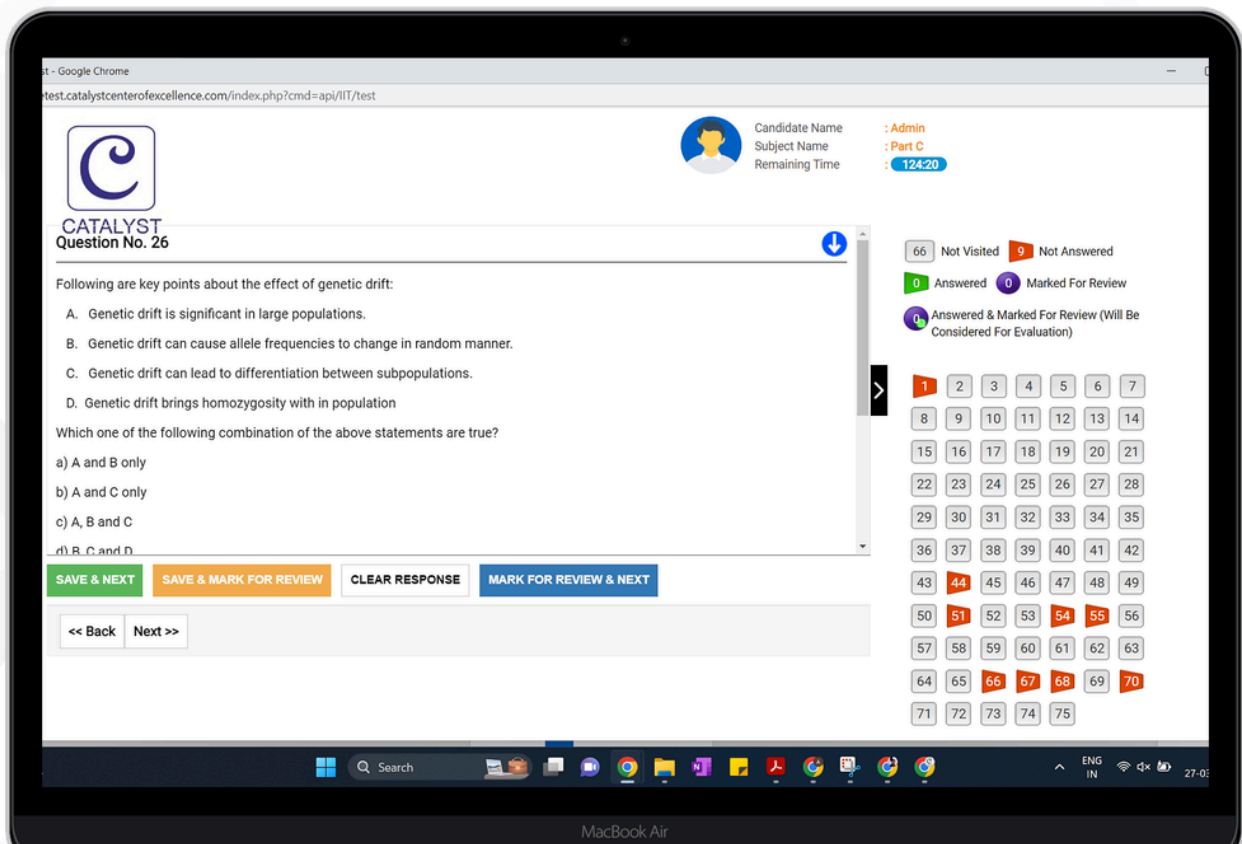 st - Google Chrome
etest.catalystcenterofexcellence.com/index.php?cmd=api/IIT/test
C
CATALYST
Candidate Name : Admin
Subject Name : Part C
Remaining Time : 124:20
Question No. 26
Following are key points about the effect of genetic drift:
A. Genetic drift is significant in large populations.
B. Genetic drift can cause allele frequencies to change in random manner.
C. Genetic drift can lead to differentiation between subpopulations.
D. Genetic drift brings homozygosity with in population
Which one of the following combination of the above statements are true?
a) A and B only
b) A and C only
c) A, B and C
d) B, C and D
SAVE & NEXT SAVE & MARK FOR REVIEW CLEAR RESPONSE MARK FOR REVIEW & NEXT
<< Back Next >>
66 Not Visited 9 Not Answered
0 Answered 0 Marked For Review
0 Answered & Marked For Review (Will Be
Considered For Evaluation)
1 2 3 4 5 6 7
8 9 10 11 12 13 14
15 16 17 18 19 20 21
22 23 24 25 26 27 28
29 30 31 32 33 34 35
36 37 38 39 40 41 42
43 44 45 46 47 48 49
50 51 52 53 54 55 56
57 58 59 60 61 62 63
64 65 66 67 68 69 70
71 72 73 74 75
Search
ENG
IN
27-03
MacBook Air